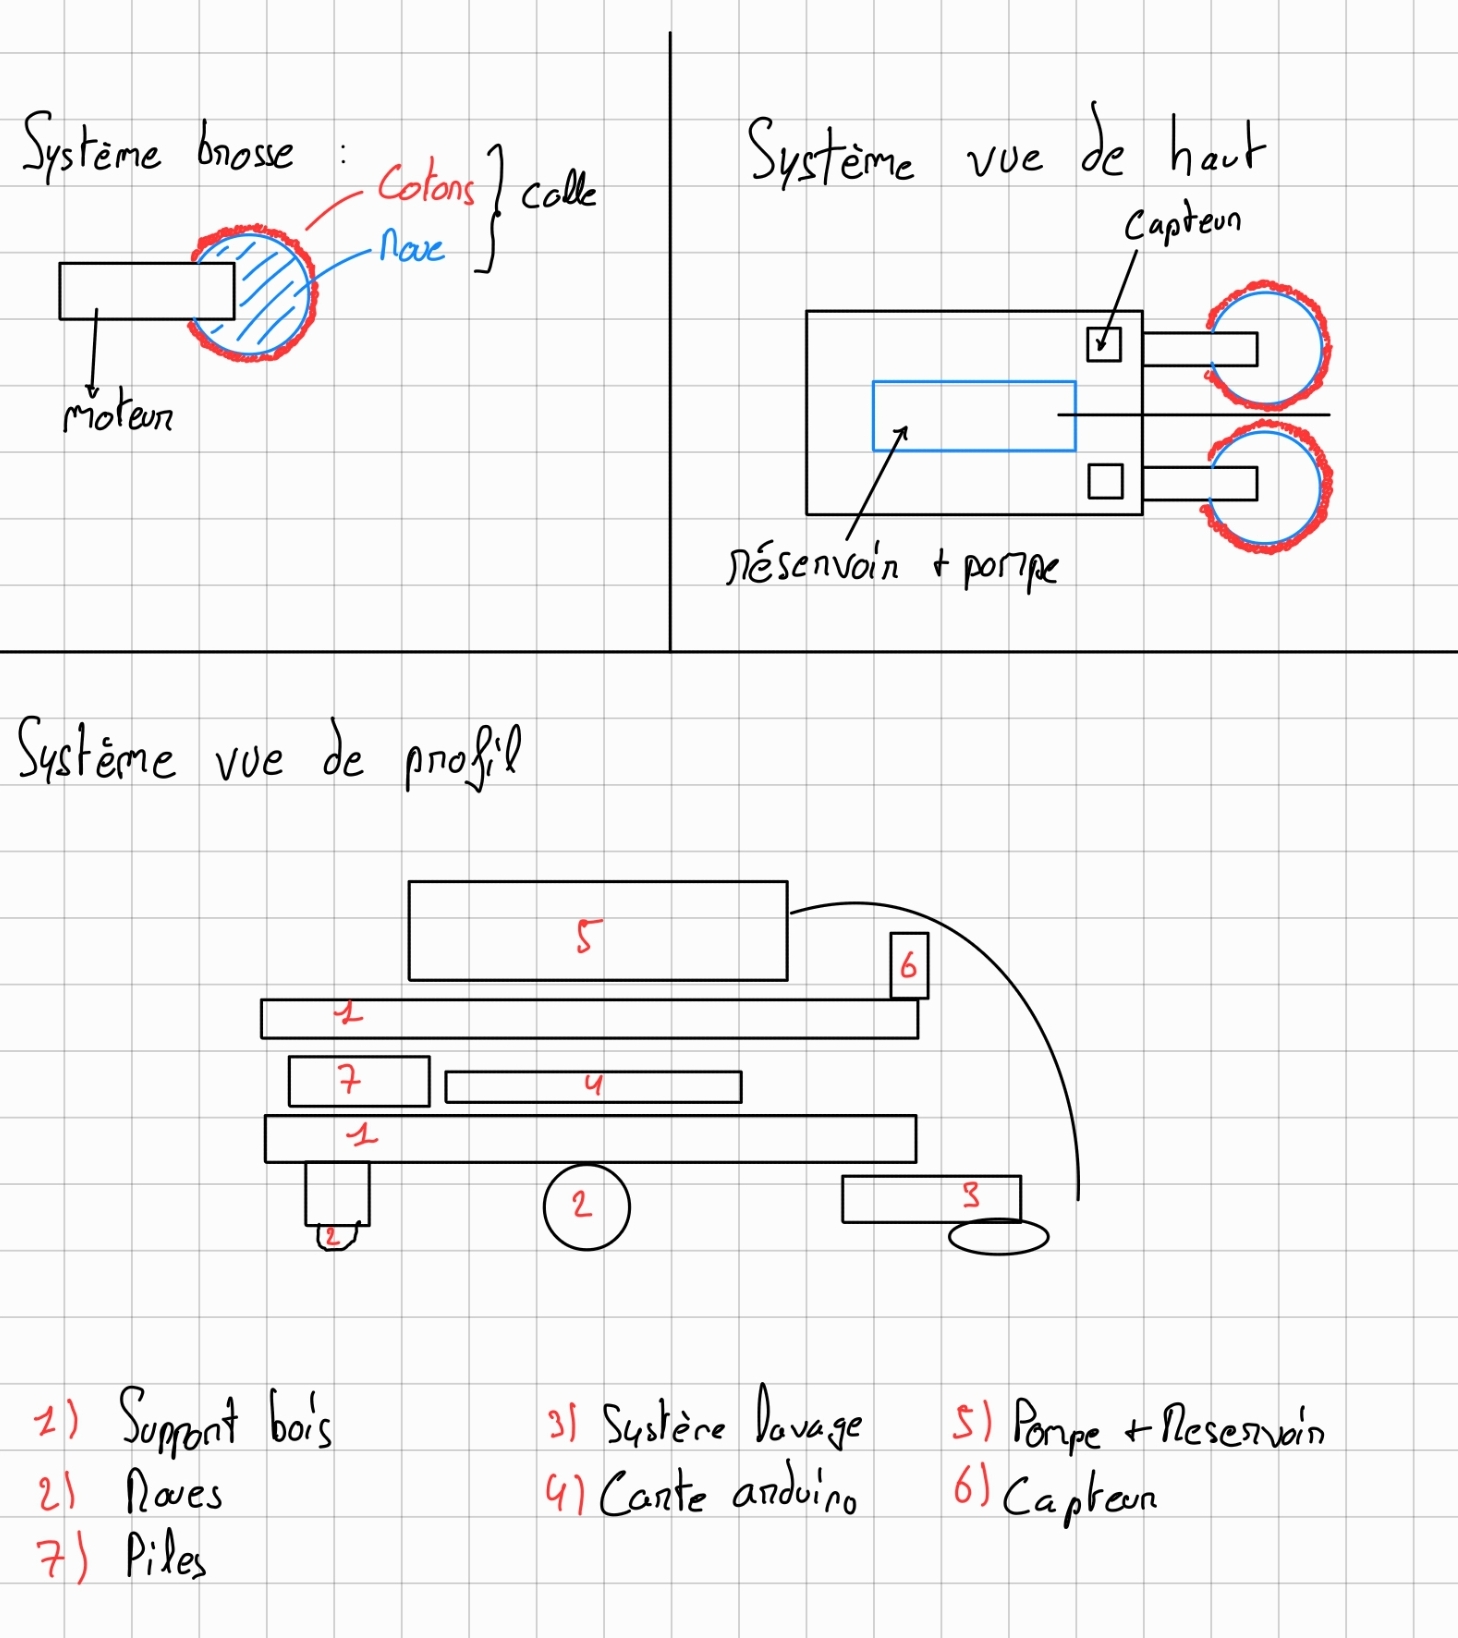 Système brosse :
Cotons
Roue
colle
moteur
Système vue de haut
Capteur
Réservoir + pompe
Système vue de profil
5
6
1
7
4
1
2
3
2
1) Support bois
2) Roues
7) Piles
3) Système lavage
4) Carte arduino
5) Pompe + Reservoir
6) Capteur